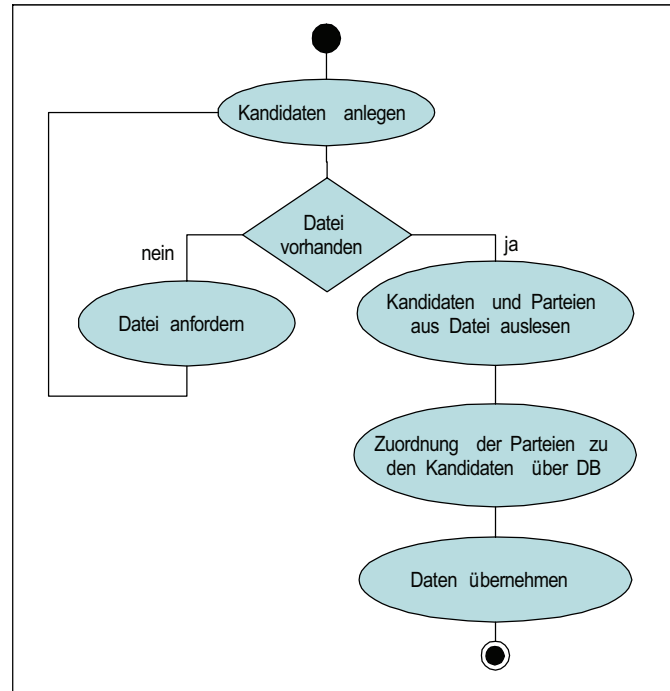 Kandidaten anlegen
Datei
vorhanden
nein
ja
Datei anfordern
Kandidaten und Parteien
aus Datei auslesen
Zuordnung der Parteien zu
den Kandidaten über DB
Daten übernehmen